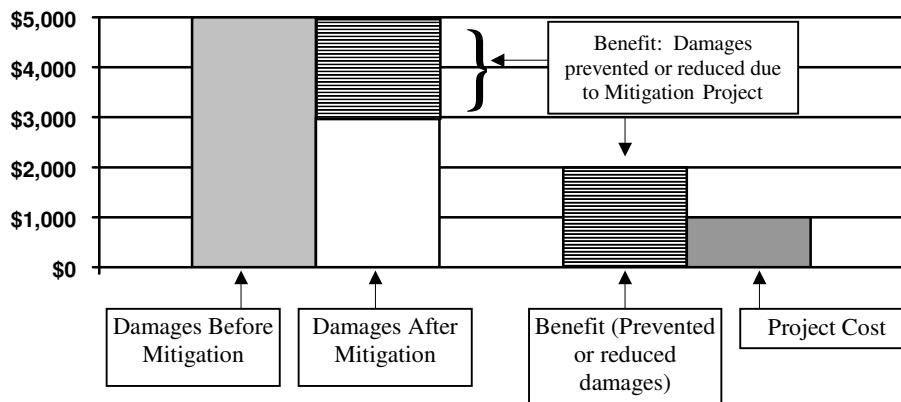 $5,000
$4,000
$3,000
$2,000
$1,000
$0
Benefit: Damages
prevented or reduced due
to Mitigation Project
Damages Before
Mitigation
Damages After
Mitigation
Benefit (Prevented
or reduced
damages)
Project Cost